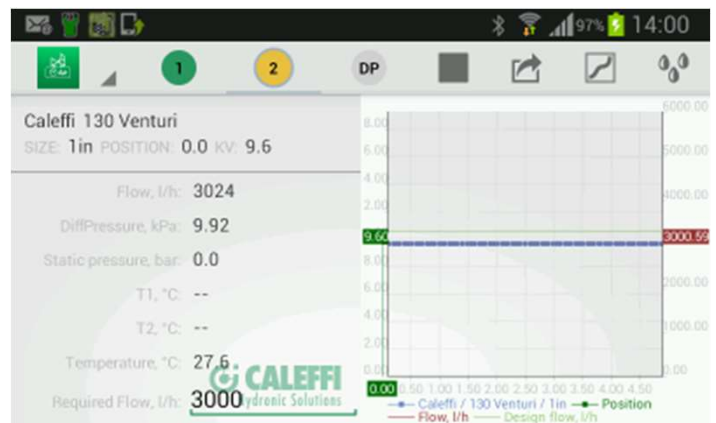 97% 14:00
1 2 DP
Caleffi 130 Venturi
SIZE: 1in POSITION: 0.0 KV: 9.6
Flow, l/h: 3024
DiffPressure, kPa: 9.92
Static pressure, bar: 0.0
T1, °C: --
T2, °C: --
Temperature, °C: 27.6
CALEFFI
Hydronic Solutions
Required Flow, l/h: 3000
8.00
6.00
4.00
2.00
9.60
8.00
6.00
4.00
2.00
0.00 0.50 1.00 1.50 2.00 2.50 3.00 3.50 4.00 4.50
6000.00
5000.00
4000.00
3000.59
2000.00
1000.00
0.00
Caleffi / 130 Venturi / 1in Position
Flow, l/h Design flow, l/h